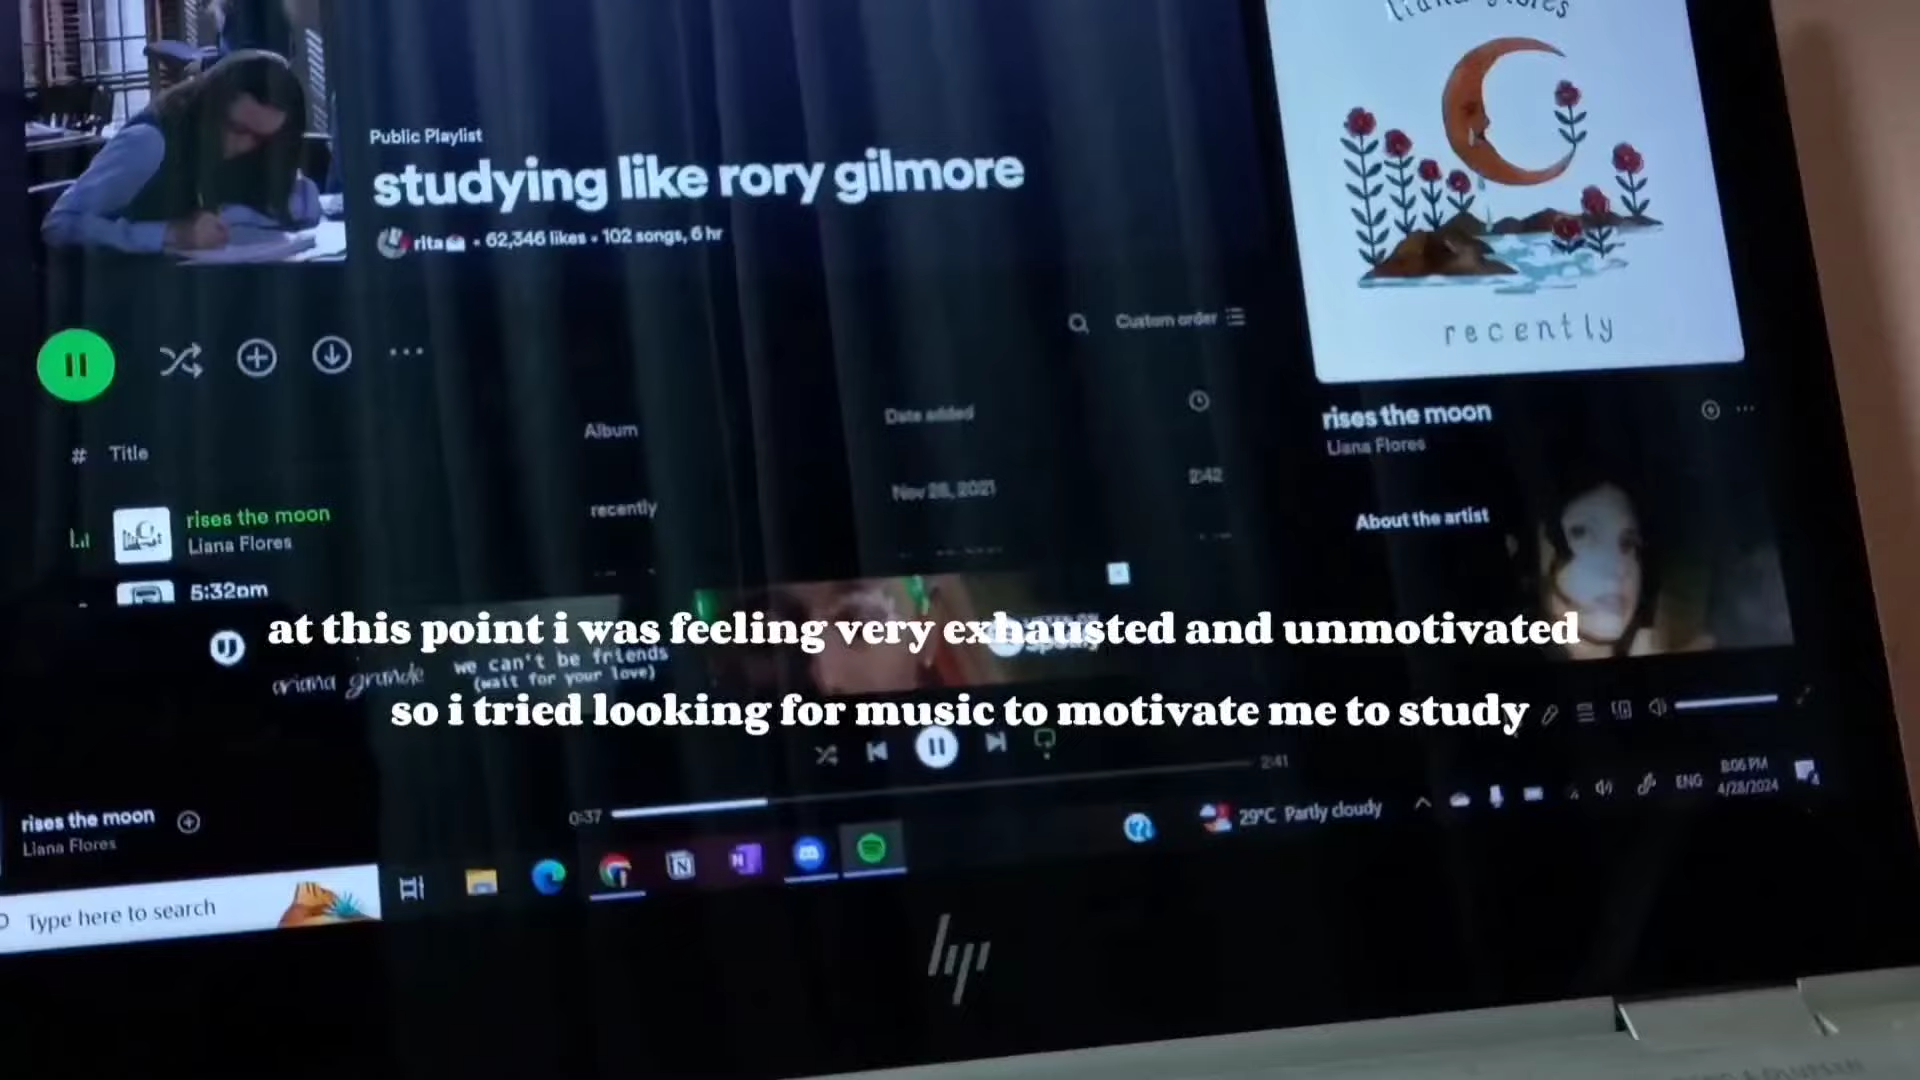 liana flores
Public Playlist
studying like rory gilmore
rita • 62,346 likes • 102 songs, 6 hr
recently
Custom order
rises the moon
Liana Flores
# Title
Album
Date added
rises the moon
Liana Flores
recently
Nov 28, 2021
2:42
About the artist
5:32pm
at this point i was feeling very exhausted and unmotivated
ariana grande
we can't be friends
(wait for your love)
so i tried looking for music to motivate me to study
rises the moon
Liana Flores
0:37
2:41
29°C Partly cloudy
ENG
8:06 PM
4/28/2024
Type here to search
hp